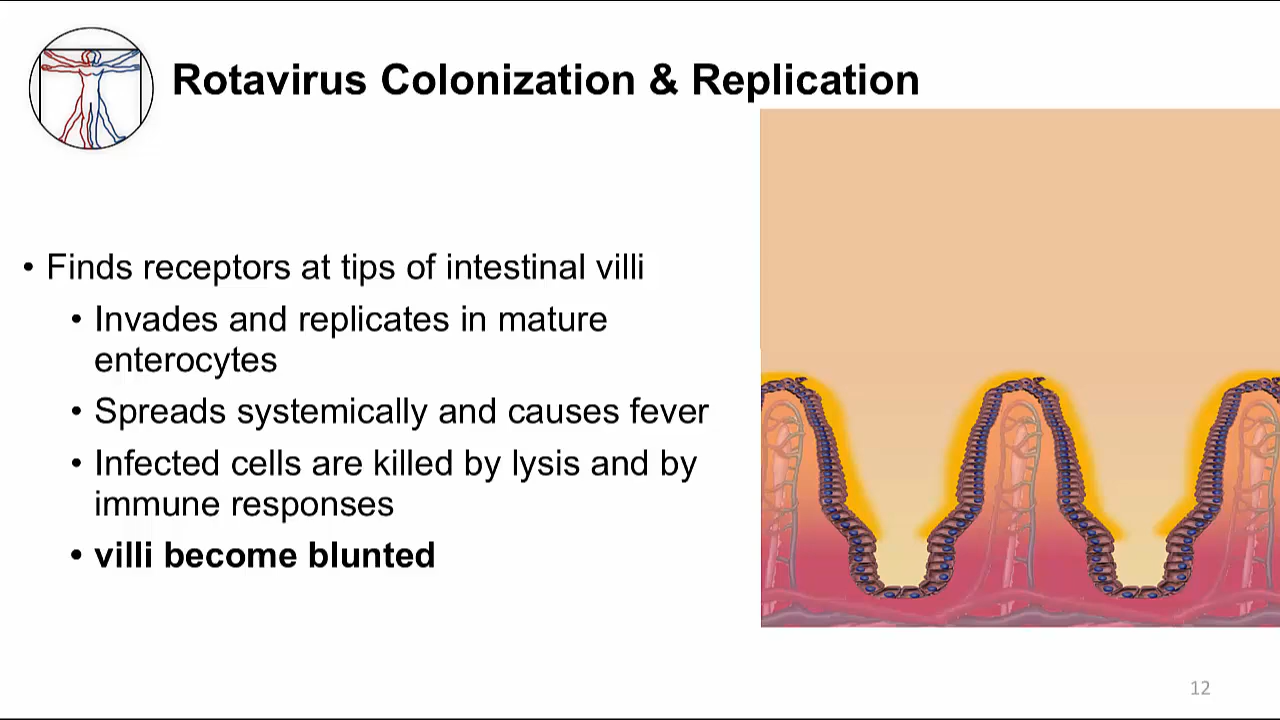 Rotavirus Colonization & Replication
• Finds receptors at tips of intestinal villi
• Invades and replicates in mature
enterocytes
• Spreads systemically and causes fever
• Infected cells are killed by lysis and by
immune responses
• villi become blunted
12